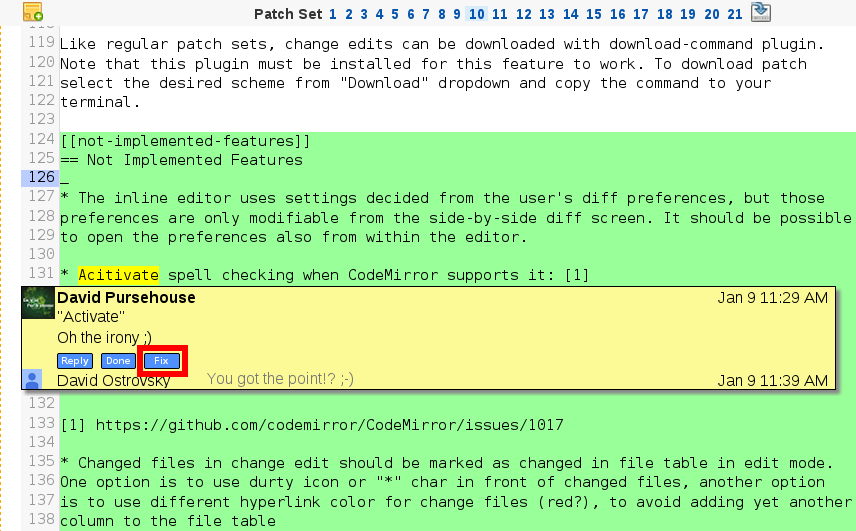 Patch Set 1 2 3 4 5 6 7 8 9 10 11 12 13 14 15 16 17 18 19 20 21
119 Like regular patch sets, change edits can be downloaded with download-command plugin.
120 Note that this plugin must be installed for this feature to work. To download patch
121 select the desired scheme from "Download" dropdown and copy the command to your
122 terminal.
123
124 [[not-implemented-features]]
125 == Not Implemented Features
126 _
127 * The inline editor uses settings decided from the user's diff preferences, but those
128 preferences are only modifiable from the side-by-side diff screen. It should be possible
129 to open the preferences also from within the editor.
130
131 * Acitivate spell checking when CodeMirror supports it: [1]
David Pursehouse Jan 9 11:29 AM
"Activate"
Oh the irony ;)
Reply Done Fix
David Ostrovsky You got the point!? ;-) Jan 9 11:39 AM
132
133 [1] https://github.com/codemirror/CodeMirror/issues/1017
134
135 * Changed files in change edit should be marked as changed in file table in edit mode.
136 One option is to use durty icon or "*" char in front of changed files, another option
137 is to use different hyperlink color for change files (red?), to avoid adding yet another
138 column to the file table